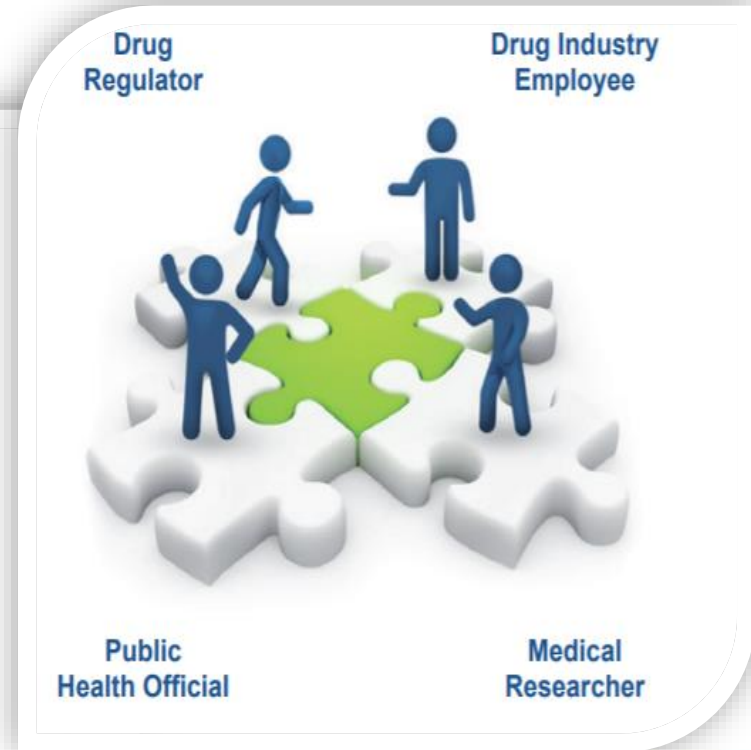 Drug
Regulator
Drug Industry
Employee
Public
Health Official
Medical
Researcher